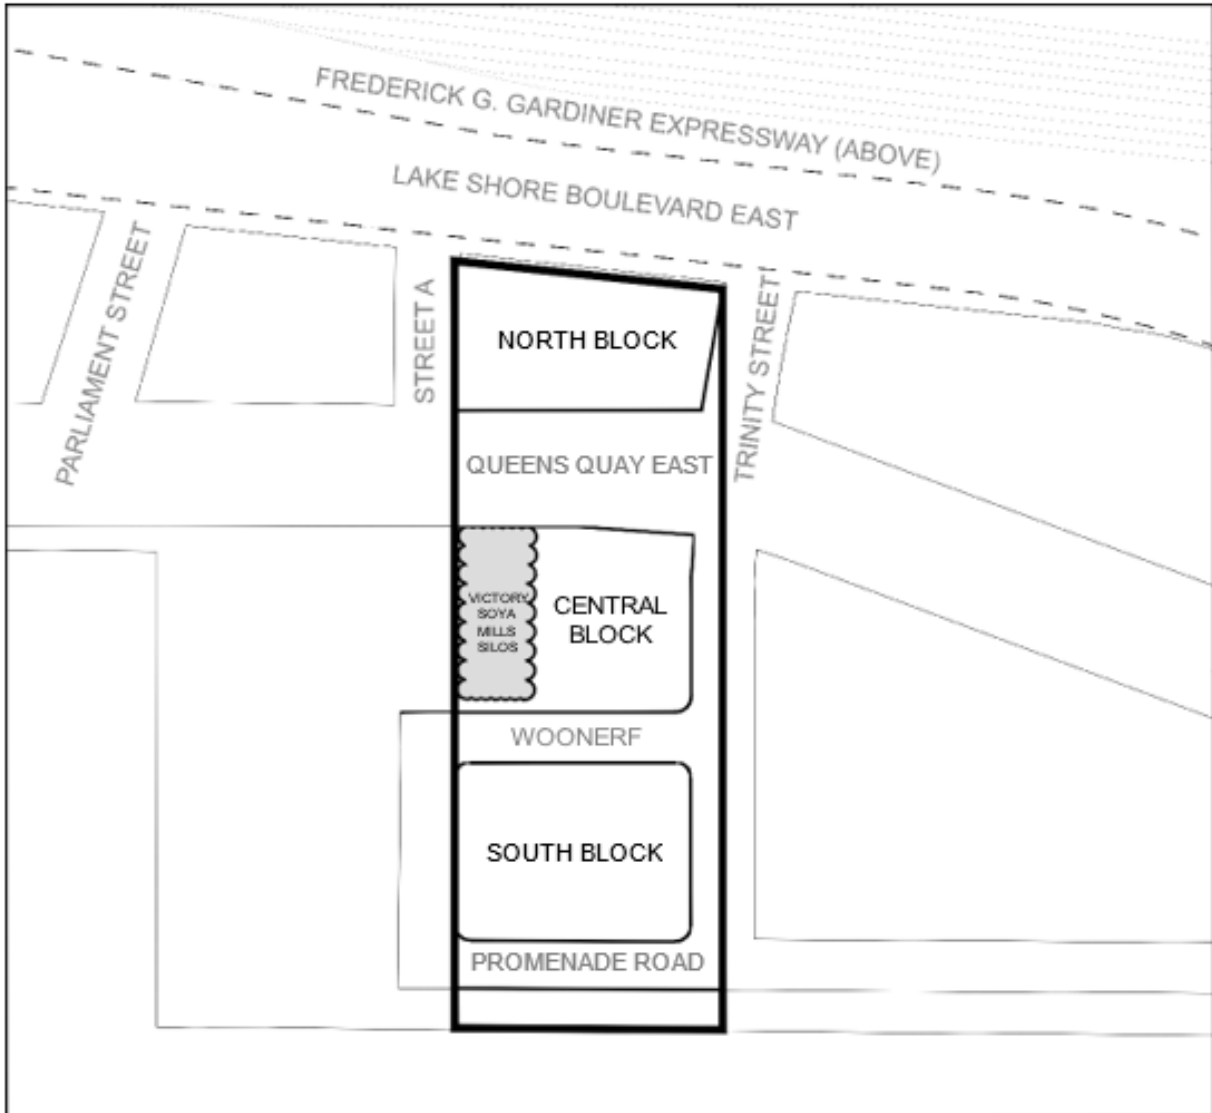 FREDERICK G. GARDINER EXPRESSWAY (ABOVE)
LAKE SHORE BOULEVARD EAST
PARLIAMENT STREET
STREET A
NORTH BLOCK
TRINITY STREET
QUEENS QUAY EAST
VICTORY
SOYA
MILLS
SILOS
CENTRAL
BLOCK
WOONERF
SOUTH BLOCK
PROMENADE ROAD